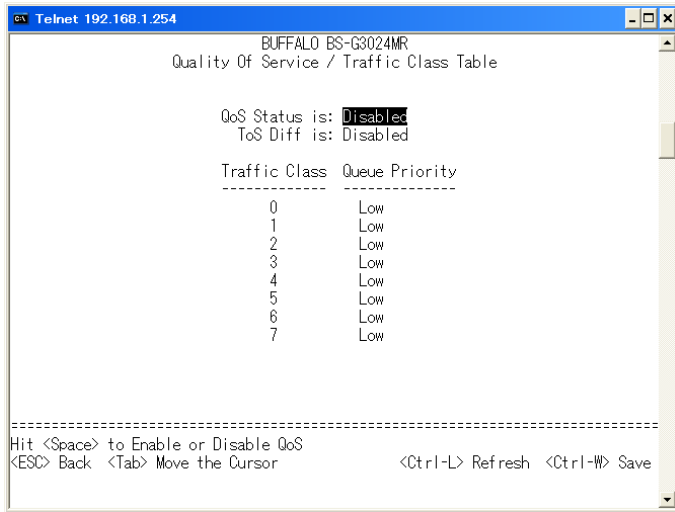 Telnet 192.168.1.254
BUFFALO BS-G3024MR
Quality Of Service / Traffic Class Table
QoS Status is: Disabled
ToS Diff is: Disabled
Traffic Class Queue Priority
------------- --------------
0 Low
1 Low
2 Low
3 Low
4 Low
5 Low
6 Low
7 Low
================================================================================
Hit <Space> to Enable or Disable QoS
<ESC> Back <Tab> Move the Cursor <Ctrl-L> Refresh <Ctrl-W> Save